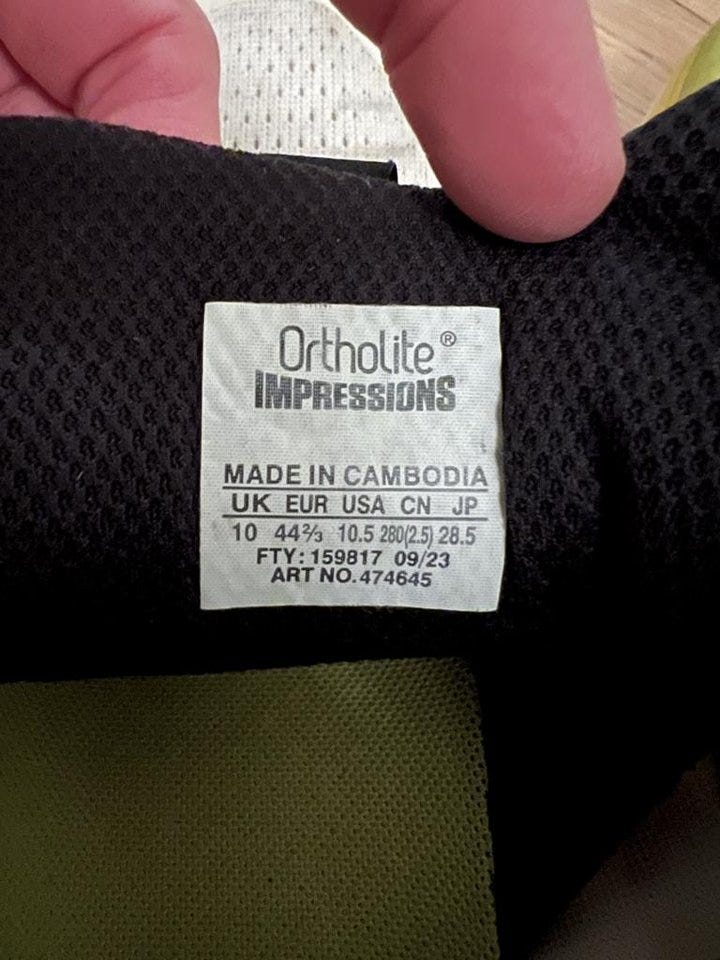 Ortholite®
IMPRESSIONS
MADE IN CAMBODIA
UK EUR USA CN JP
10 44⅔ 10.5 280(2.5) 28.5
FTY: 159817 09/23
ART NO. 474645